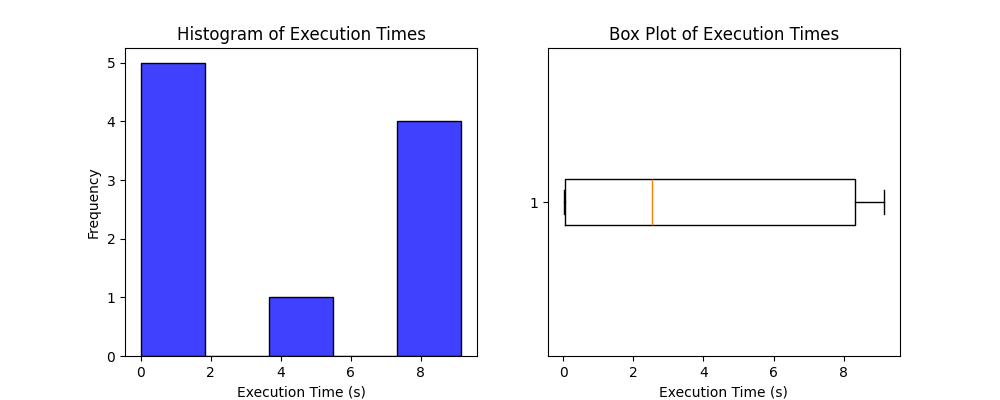 Histogram of Execution Times
5
4
3
2
1
0
Frequency
0 2 4 6 8
Execution Time (s)
Box Plot of Execution Times
1
0 2 4 6 8
Execution Time (s)